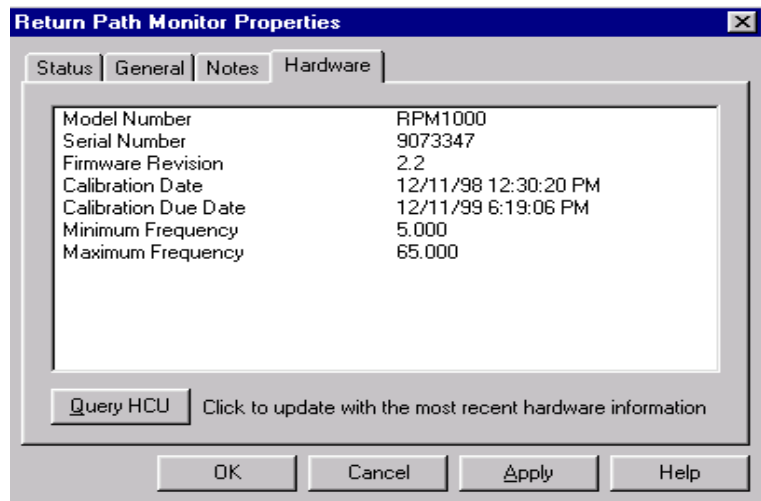 Return Path Monitor Properties
Status General Notes Hardware
Model Number RPM1000
Serial Number 9073347
Firmware Revision 2.2
Calibration Date 12/11/98 12:30:20 PM
Calibration Due Date 12/11/99 6:19:06 PM
Minimum Frequency 5.000
Maximum Frequency 65.000
Query HCU Click to update with the most recent hardware information
OK Cancel Apply Help